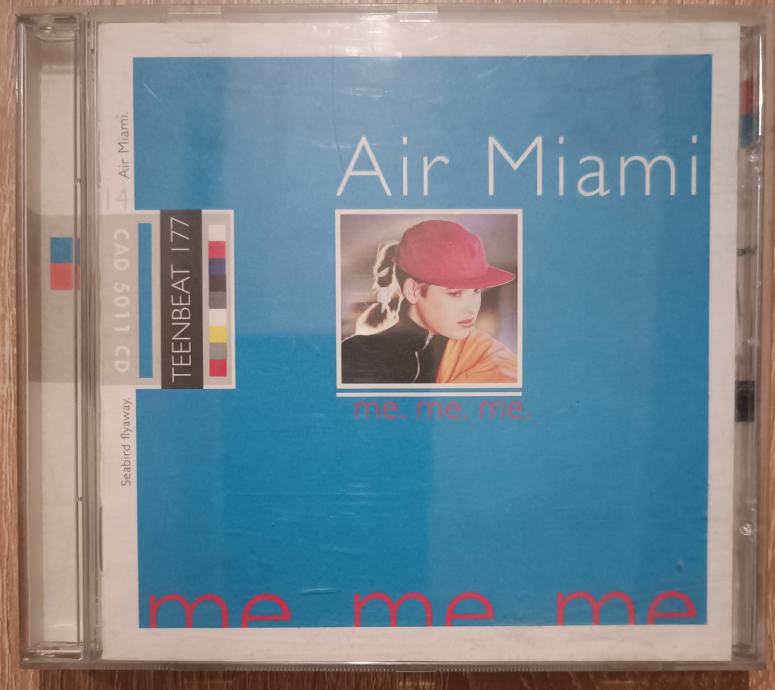 Air Miami.
14
CAD 5011 CD
TEENBEAT 177
Seabird flyaway.
Air Miami
me. me. me.
me me me